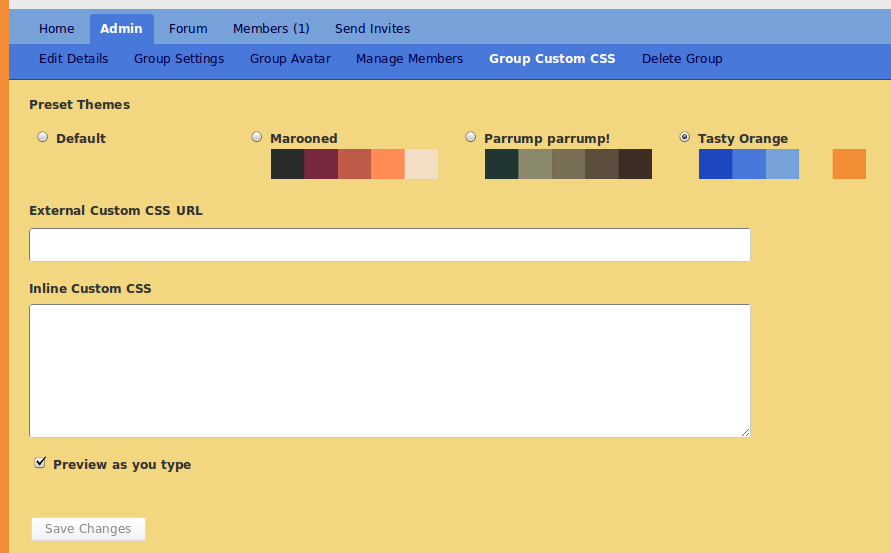 Home Admin Forum Members (1) Send Invites
Edit Details Group Settings Group Avatar Manage Members Group Custom CSS Delete Group
Preset Themes
Default Marooned Parrump parrump! Tasty Orange
External Custom CSS URL
Inline Custom CSS
Preview as you type
Save Changes